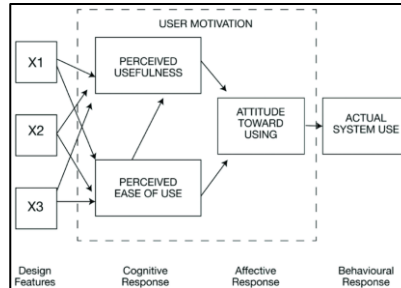 USER MOTIVATION
X1
X2
X3
PERCEIVED
USEFULNESS
PERCEIVED
EASE OF USE
ATTITUDE
TOWARD
USING
ACTUAL
SYSTEM USE
Design
Features
Cognitive
Response
Affective
Response
Behavioural
Response